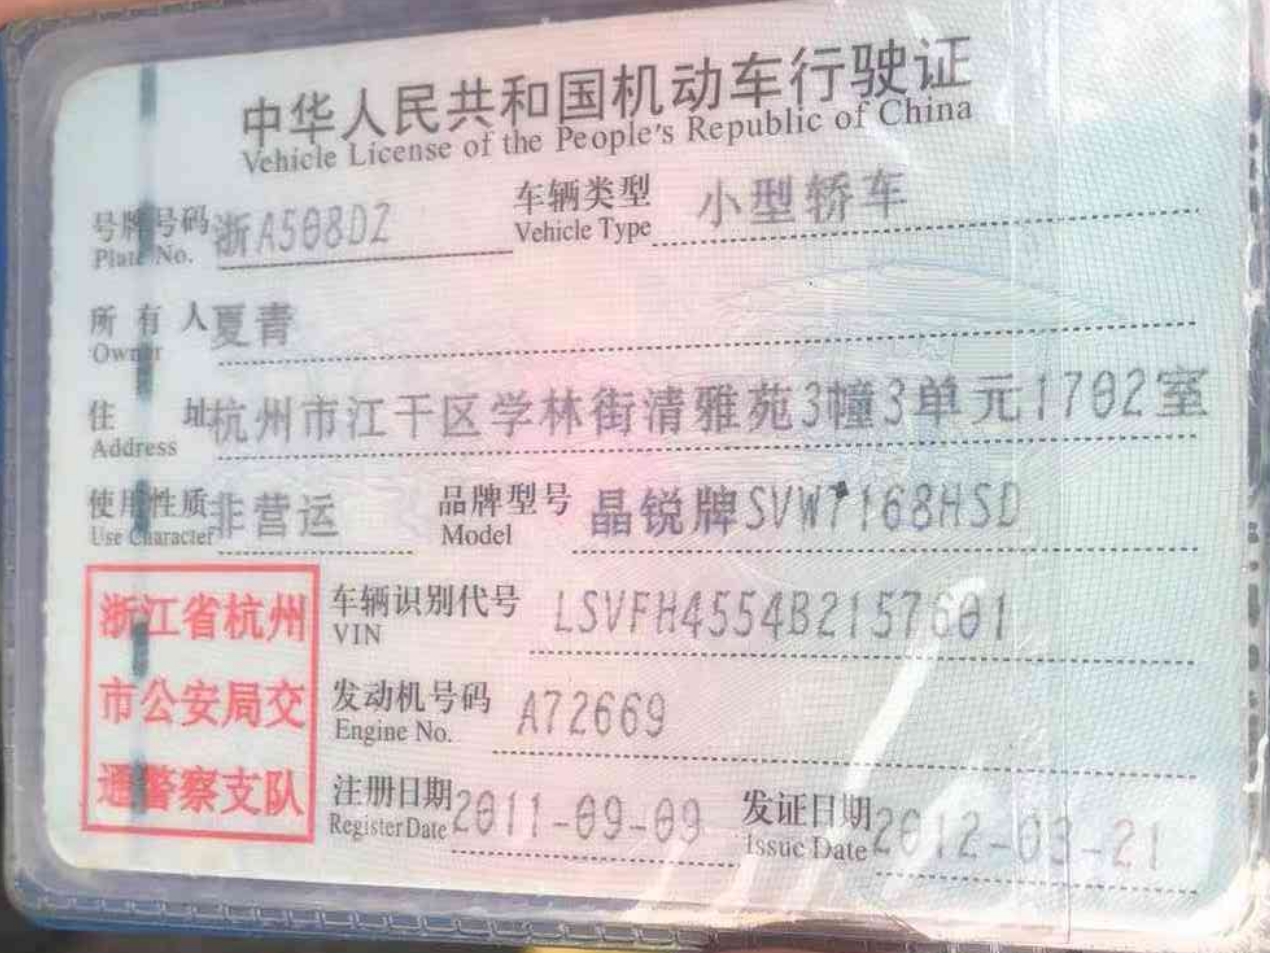 中华人民共和国机动车行驶证
Vehicle License of the People's Republic of China
号牌号码 浙A508DZ 车辆类型 小型轿车
Plate No. Vehicle Type
所有人 夏青
Owner
住址 杭州市江干区学林街清雅苑3幢3单元1702室
Address
使用性质 非营运 品牌型号 晶锐牌SVW7168HSD
Use Character Model
浙江省杭州
市公安局交
通警察支队
车辆识别代号 LSVFH4554B2157601
VIN
发动机号码 A72669
Engine No.
注册日期 2011-09-09 发证日期 2012-03-21
Register Date Issue Date